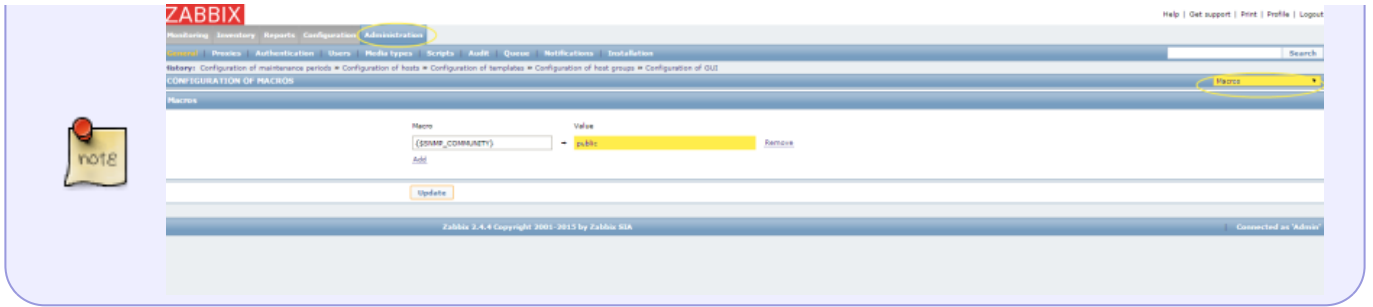 ZABBIX
Help | Get support | Print | Profile | Logout
Monitoring Inventory Reports Configuration Administration
General | Proxies | Authentication | Users | Media types | Scripts | Audit | Queue | Notifications | Installation Search
History: Configuration of maintenance periods » Configuration of hosts » Configuration of templates » Configuration of host groups » Configuration of GUI
CONFIGURATION OF MACROS Macros
Macros
Macro Value
{$SNMP_COMMUNITY} ⇒ public Remove
Add
note
Update
Zabbix 2.4.4 Copyright 2001-2015 by Zabbix SIA Connected as 'Admin'